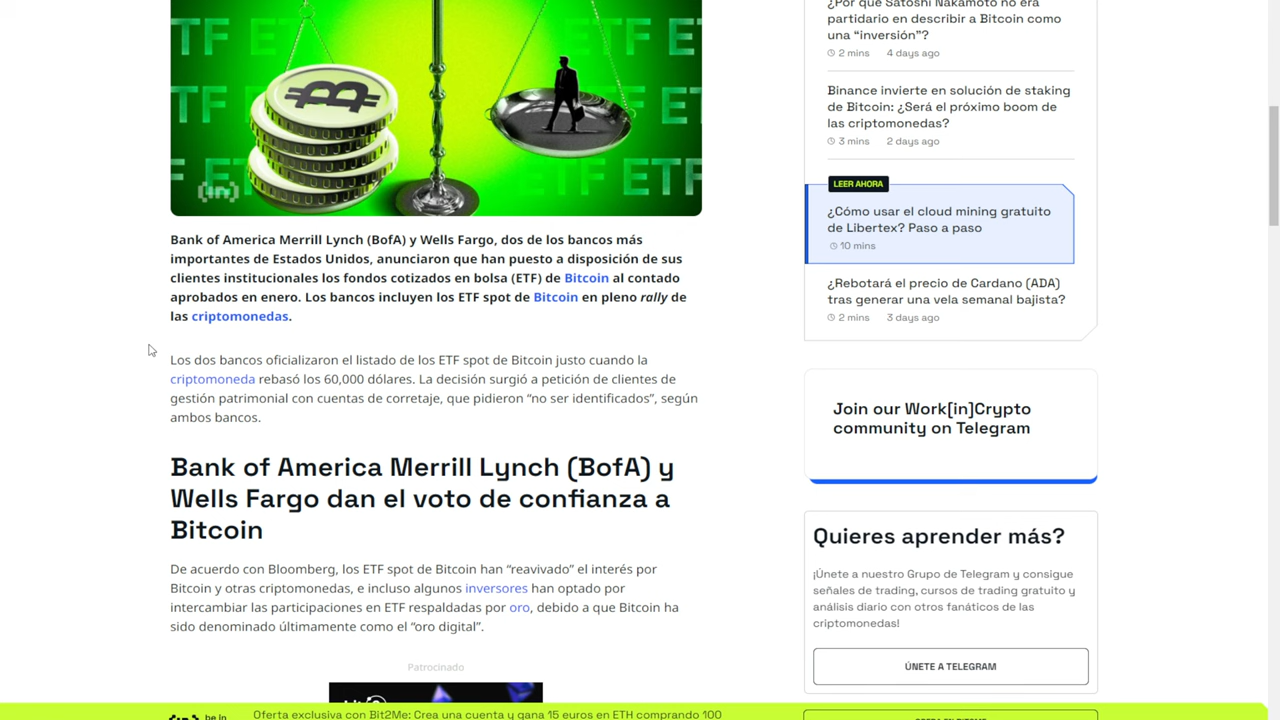 TF ETF ETF E
TF ET
F ETF
ETF ETF
[in]
Bank of America Merrill Lynch (BofA) y Wells Fargo, dos de los bancos más
importantes de Estados Unidos, anunciaron que han puesto a disposición de sus
clientes institucionales los fondos cotizados en bolsa (ETF) de Bitcoin al contado
aprobados en enero. Los bancos incluyen los ETF spot de Bitcoin en pleno rally de
las criptomonedas.
Los dos bancos oficializaron el listado de los ETF spot de Bitcoin justo cuando la
criptomoneda rebasó los 60,000 dólares. La decisión surgió a petición de clientes de
gestión patrimonial con cuentas de corretaje, que pidieron “no ser identificados”, según
ambos bancos.
Bank of America Merrill Lynch (BofA) y
Wells Fargo dan el voto de confianza a
Bitcoin
De acuerdo con Bloomberg, los ETF spot de Bitcoin han “reavivado” el interés por
Bitcoin y otras criptomonedas, e incluso algunos inversores han optado por
intercambiar las participaciones en ETF respaldadas por oro, debido a que Bitcoin ha
sido denominado últimamente como el “oro digital”.
Patrocinado
¿Por qué Satoshi Nakamoto no era
partidario en describir a Bitcoin como
una “inversión”?
2 mins 4 days ago
Binance invierte en solución de staking
de Bitcoin: ¿Será el próximo boom de
las criptomonedas?
3 mins 2 days ago
LEER AHORA
¿Cómo usar el cloud mining gratuito
de Libertex? Paso a paso
10 mins
¿Rebotará el precio de Cardano (ADA)
tras generar una vela semanal bajista?
2 mins 3 days ago
Join our Work[in]Crypto
community on Telegram
Quieres aprender más?
¡Únete a nuestro Grupo de Telegram y consigue
señales de trading, cursos de trading gratuito y
análisis diario con otros fanáticos de las
criptomonedas!
ÚNETE A TELEGRAM
be in
Oferta exclusiva con Bit2Me: Crea una cuenta y gana 15 euros en ETH comprando 100